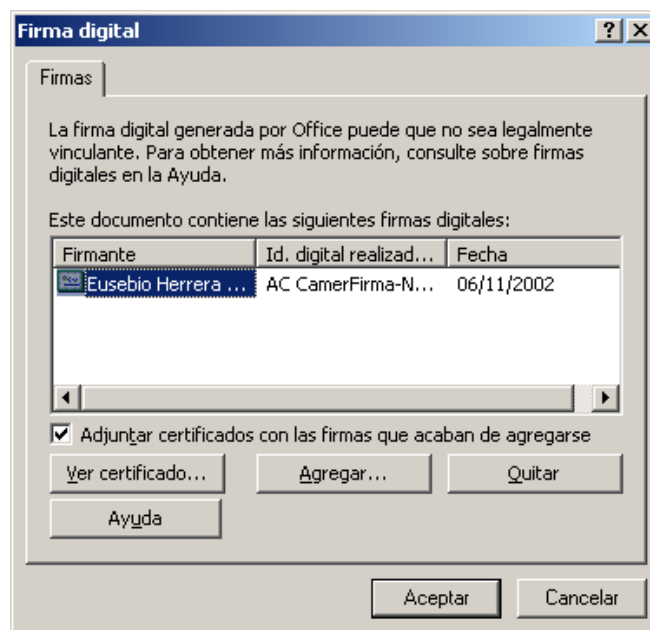 Firma digital
Firmas
La firma digital generada por Office puede que no sea legalmente
vinculante. Para obtener más información, consulte sobre firmas
digitales en la Ayuda.
Este documento contiene las siguientes firmas digitales:
Firmante Id. digital realizad... Fecha
Eusebio Herrera ... AC CamerFirma-N... 06/11/2002
Adjuntar certificados con las firmas que acaban de agregarse
Ver certificado... Agregar... Quitar
Ayuda
Aceptar Cancelar